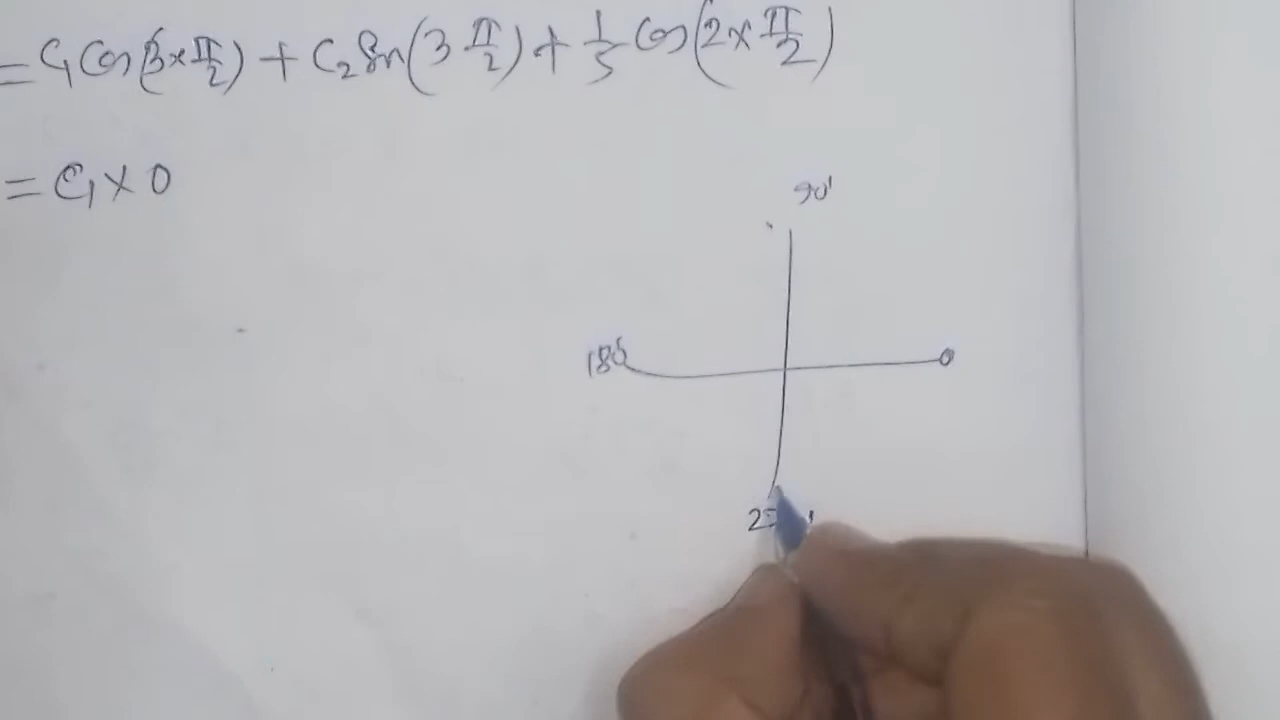 = C₁ Cos(3×π/2) + C₂ Sin(3 π/2) + 1/5 Cos(2×π/2)
= C₁ × 0
90°
180
0